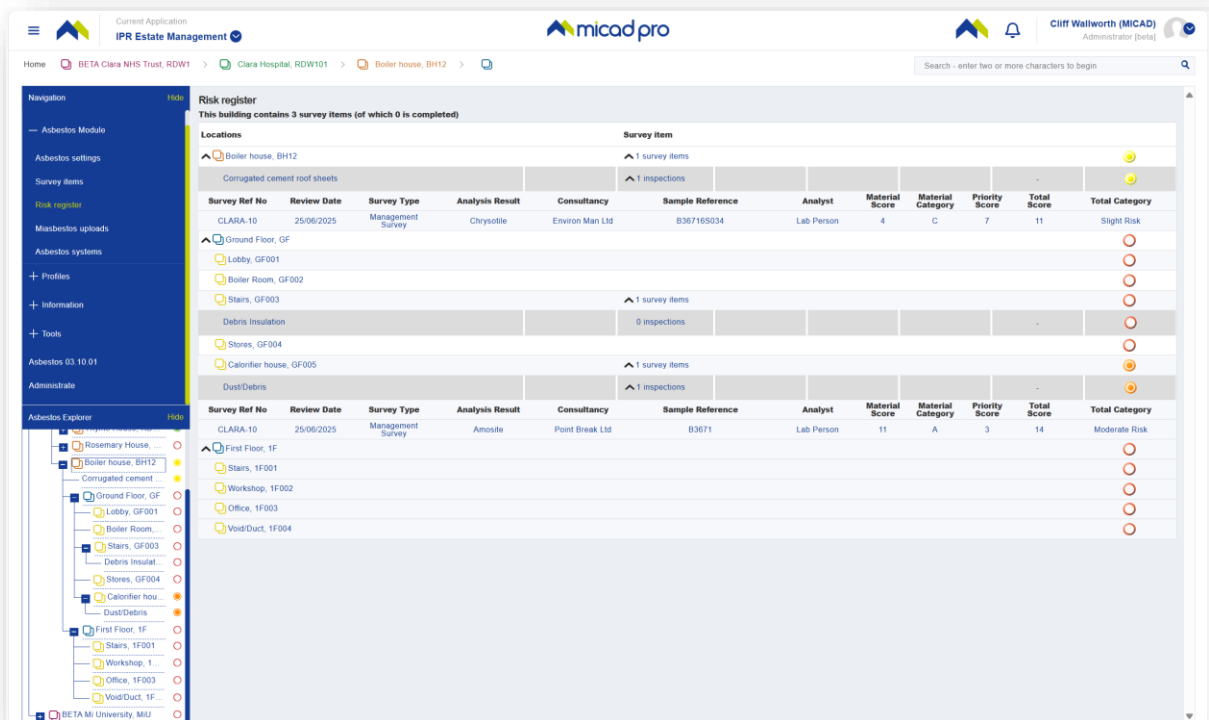 Current Application
IPR Estate Management
micad pro
Cliff Wallworth (MICAD)
Administrator [beta]
Home BETA Clara NHS Trust, RDW1 > Clara Hospital, RDW101 > Boiler house, BH12 >
Search - enter two or more characters to begin
Navigation Hide
Asbestos Module
Asbestos settings
Survey items
Risk register
Miasbestos uploads
Asbestos systems
Profiles
Information
Tools
Asbestos 03.10.01
Administrate
Asbestos Explorer Hide
Rosemary House, ...
Boiler house, BH12
Corrugated cement ...
Ground Floor, GF
Lobby, GF001
Boiler Room,...
Stairs, GF003
Debris Insulat...
Stores, GF004
Calorifier hou...
Dust/Debris
First Floor, 1F
Stairs, 1F001
Workshop, 1...
Office, 1F003
Void/Duct, 1F...
BETA Mi University, MiU
Risk register
This building contains 3 survey items (of which 0 is completed)
Locations Survey item
Boiler house, BH12 1 survey items
Corrugated cement roof sheets 1 inspections -
Survey Ref No Review Date Survey Type Analysis Result Consultancy Sample Reference Analyst Material Score Material Category Priority Score Total Score Total Category
CLARA-10 25/06/2025 Management Survey Chrysotile Environ Man Ltd B36716S034 Lab Person 4 C 7 11 Slight Risk
Ground Floor, GF
Lobby, GF001
Boiler Room, GF002
Stairs, GF003 1 survey items
Debris Insulation 0 inspections -
Stores, GF004
Calorifier house, GF005 1 survey items
Dust/Debris 1 inspections -
Survey Ref No Review Date Survey Type Analysis Result Consultancy Sample Reference Analyst Material Score Material Category Priority Score Total Score Total Category
CLARA-10 25/06/2025 Management Survey Amosite Point Break Ltd B3671 Lab Person 11 A 3 14 Moderate Risk
First Floor, 1F
Stairs, 1F001
Workshop, 1F002
Office, 1F003
Void/Duct, 1F004